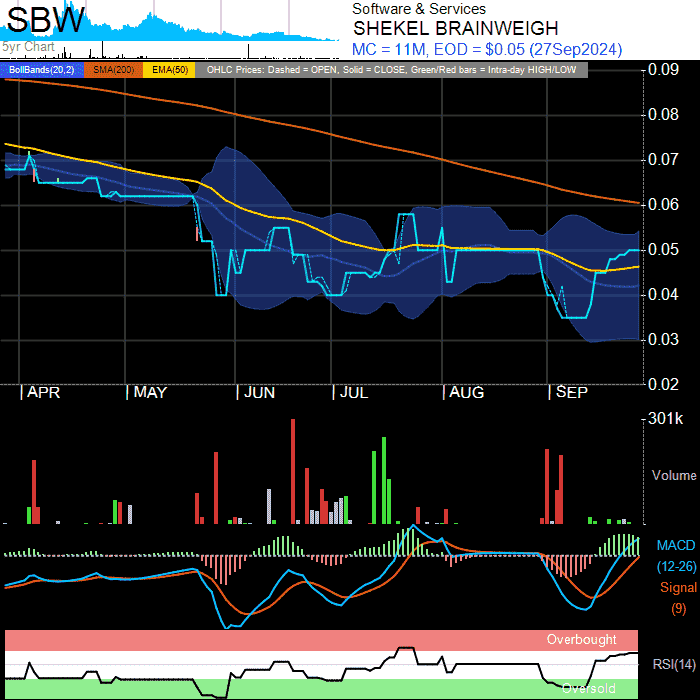 SBW
Software & Services
SHEKEL BRAINWEIGH
MC = 11M, EOD = $0.05 (27Sep2024)
5yr Chart
BollBands(20,2) SMA(200) EMA(50) OHLC Prices: Dashed = OPEN, Solid = CLOSE, Green/Red bars = Intra-day HIGH/LOW
0.09
0.08
0.07
0.06
0.05
0.04
0.03
0.02
APR MAY JUN JUL AUG SEP
301k
Volume
MACD
(12-26)
Signal
(9)
Overbought
RSI(14)
Oversold